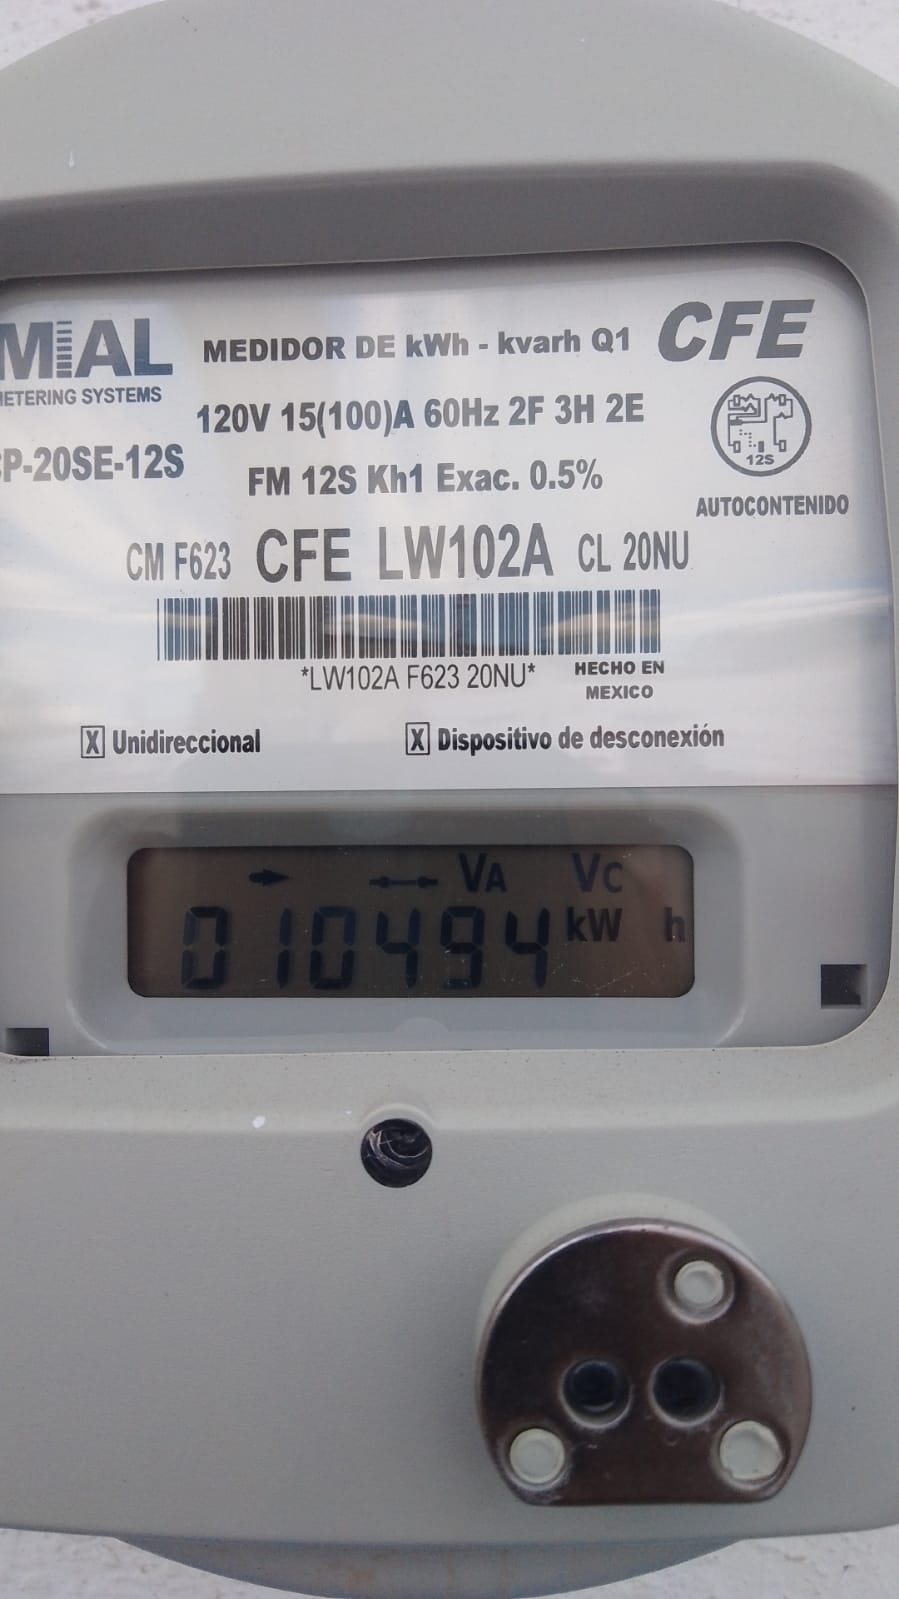 MIAL
METERING SYSTEMS
MEDIDOR DE kWh - kvarh Q1
CFE
120V 15(100)A 60Hz 2F 3H 2E
P-20SE-12S
FM 12S Kh1 Exac. 0.5%
12S
AUTOCONTENIDO
CM F623 CFE LW102A CL 20NU
*LW102A F623 20NU*
HECHO EN
MEXICO
X Unidireccional
X Dispositivo de desconexión
VA VC
010494 kW h